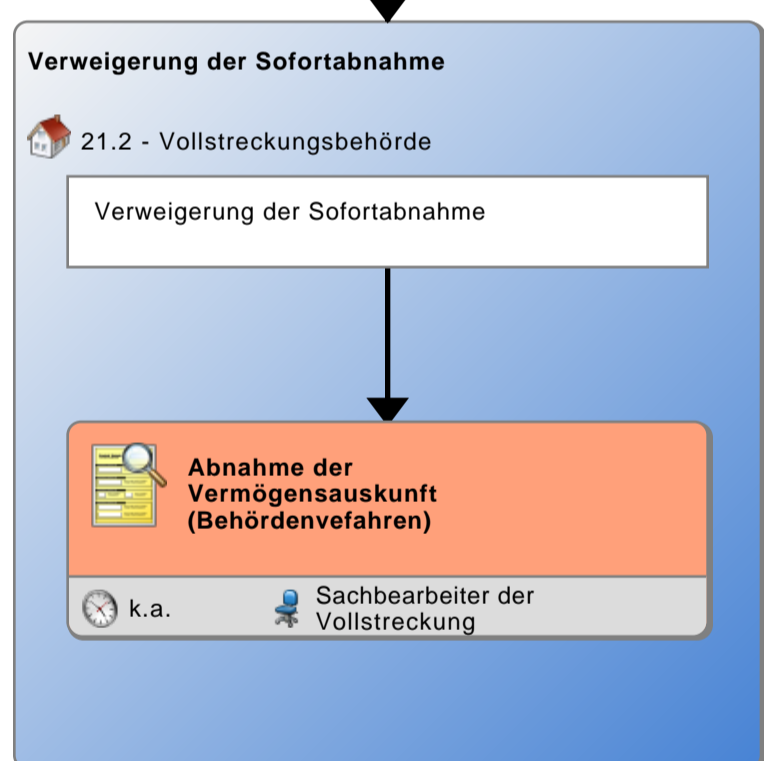 Verweigerung der Sofortabnahme
21.2 - Vollstreckungsbehörde
Verweigerung der Sofortabnahme
Abnahme der
Vermögensauskunft
(Behördenvefahren)
k.a.
Sachbearbeiter der
Vollstreckung